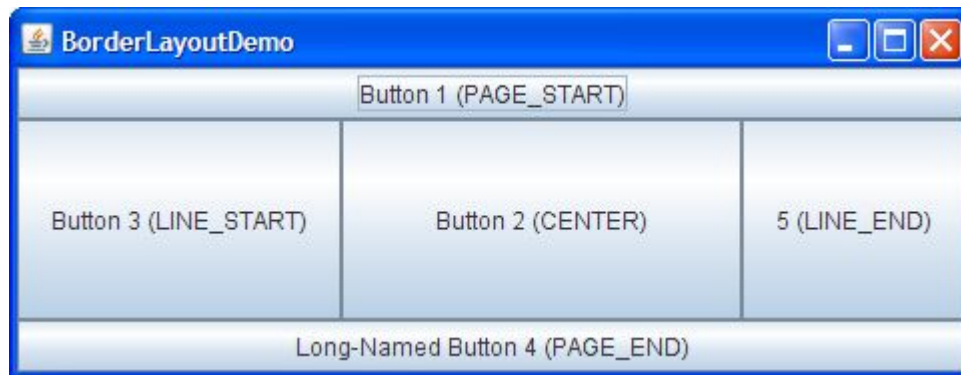 BorderLayoutDemo
Button 1 (PAGE_START)
Button 3 (LINE_START)
Button 2 (CENTER)
5 (LINE_END)
Long-Named Button 4 (PAGE_END)